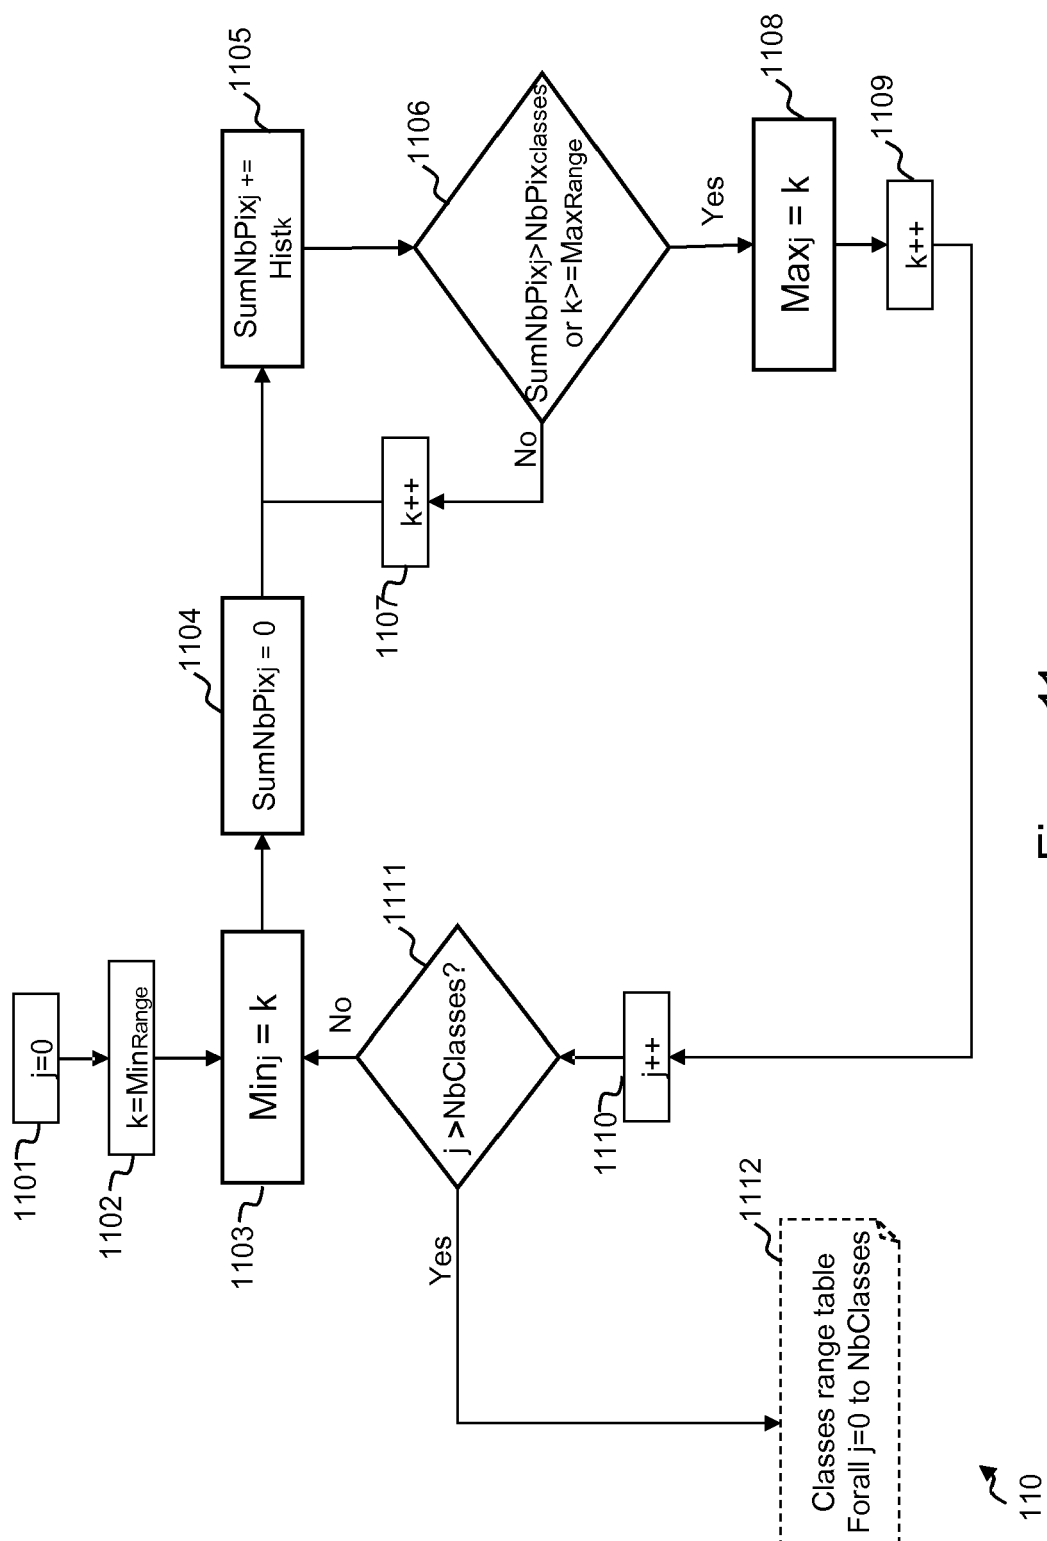 1101
j=0
1102
k=MinRange
1103
Minj = k
1104
SumNbPixj = 0
1105
SumNbPixj +=
Histk
1106
SumNbPixj>NbPixclasses
or k>=MaxRange
No
1107
k++
Yes
1108
Maxj = k
1109
k++
1110
j++
1111
j >NbClasses?
No
Yes
1112
Classes range table
Forall j=0 to NbClasses
110